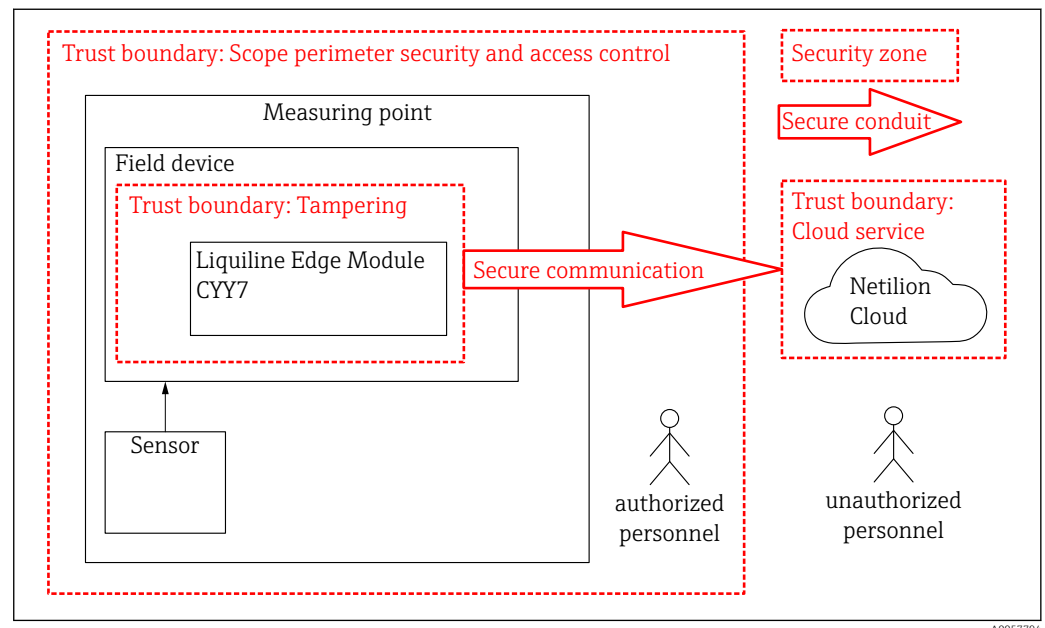 Trust boundary: Scope perimeter security and access control
Security zone
Measuring point
Secure conduit
Field device
Trust boundary: Tampering
Trust boundary:
Cloud service
Liquiline Edge Module
CYY7
Secure communication
Netilion
Cloud
Sensor
authorized
personnel
unauthorized
personnel